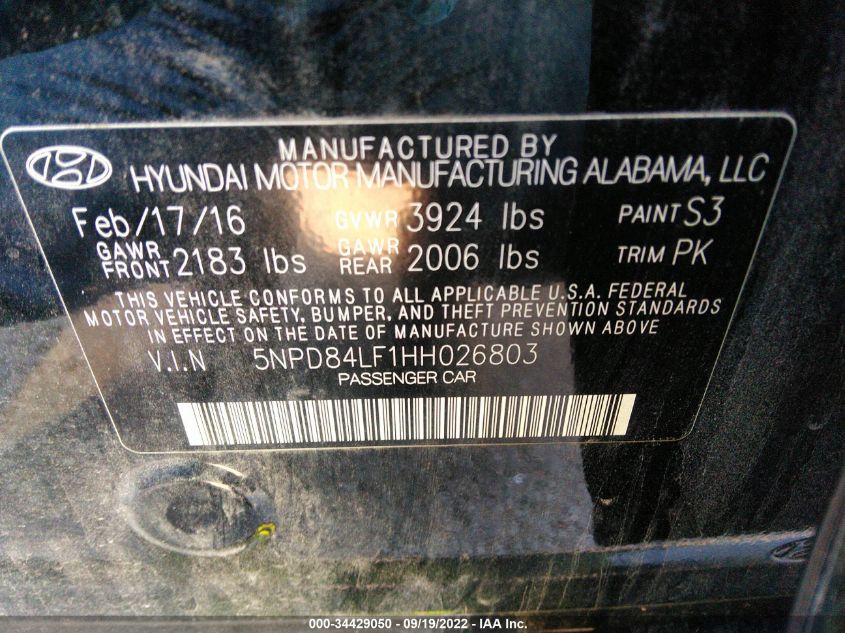 MANUFACTURED BY
HYUNDAI MOTOR MANUFACTURING ALABAMA, LLC
Feb/17/16 GVWR 3924 lbs PAINT S3
GAWR FRONT 2183 lbs GAWR REAR 2006 lbs TRIM PK
THIS VEHICLE CONFORMS TO ALL APPLICABLE U.S.A. FEDERAL
MOTOR VEHICLE SAFETY, BUMPER, AND THEFT PREVENTION STANDARDS
IN EFFECT ON THE DATE OF MANUFACTURE SHOWN ABOVE
V.I.N 5NPD84LF1HH026803
PASSENGER CAR
000-34429050 - 09/19/2022 - IAA Inc.